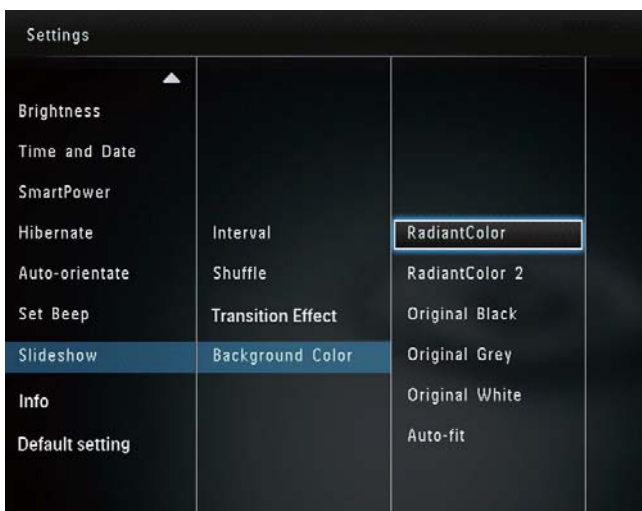 Settings
Brightness
Time and Date
SmartPower
Hibernate
Auto-orientate
Set Beep
Slideshow
Info
Default setting
Interval
Shuffle
Transition Effect
Background Color
RadiantColor
RadiantColor 2
Original Black
Original Grey
Original White
Auto-fit